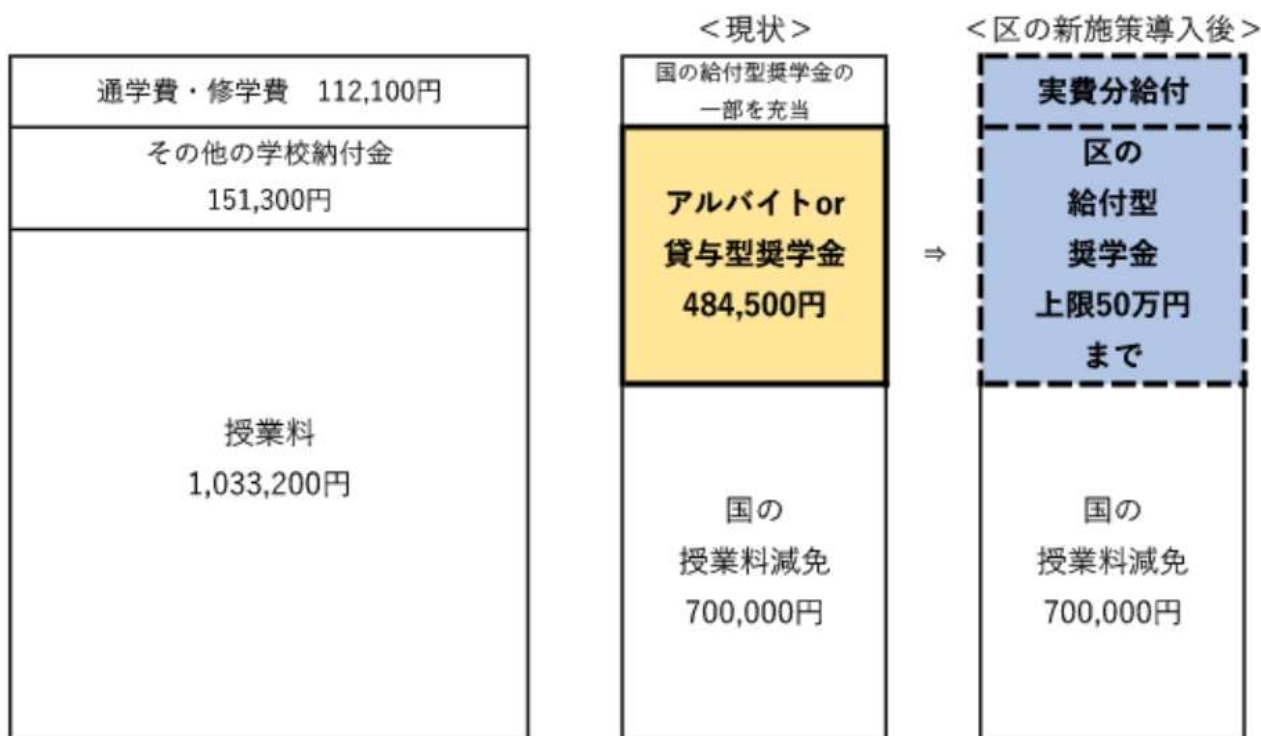 <現状>
<区の新施策導入後>
通学費・修学費 112,100円
その他の学校納付金
151,300円
授業料
1,033,200円
国の給付型奨学金の
一部を充当
アルバイトor
貸与型奨学金
484,500円
国の
授業料減免
700,000円
⇒
実費分給付
区の
給付型
奨学金
上限50万円
まで
国の
授業料減免
700,000円